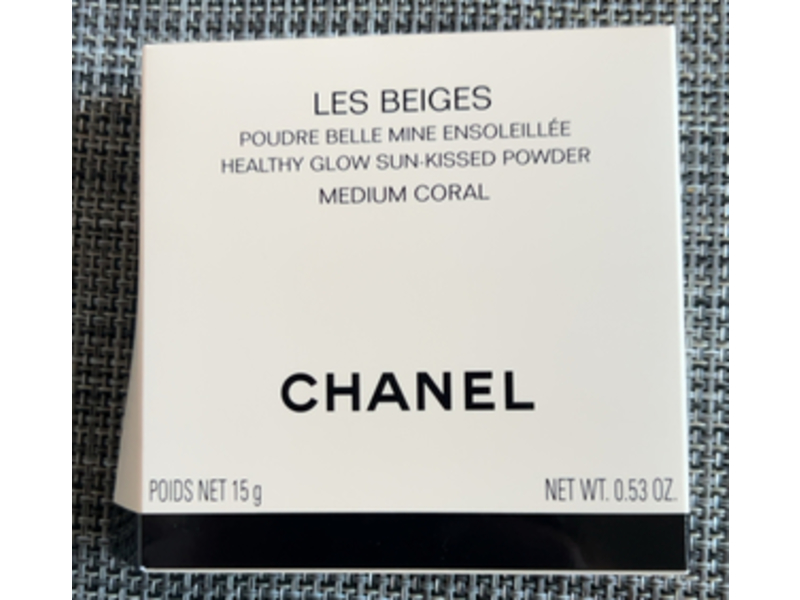 LES BEIGES
POUDRE BELLE MINE ENSOLEILLÉE
HEALTHY GLOW SUN-KISSED POWDER
MEDIUM CORAL
CHANEL
POIDS NET 15 g
NET WT. 0.53 OZ.